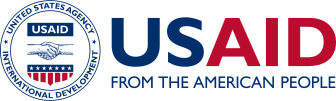 UNITED STATES AGENCY
USAID
INTERNATIONAL DEVELOPMENT
USAID
FROM THE AMERICAN PEOPLE